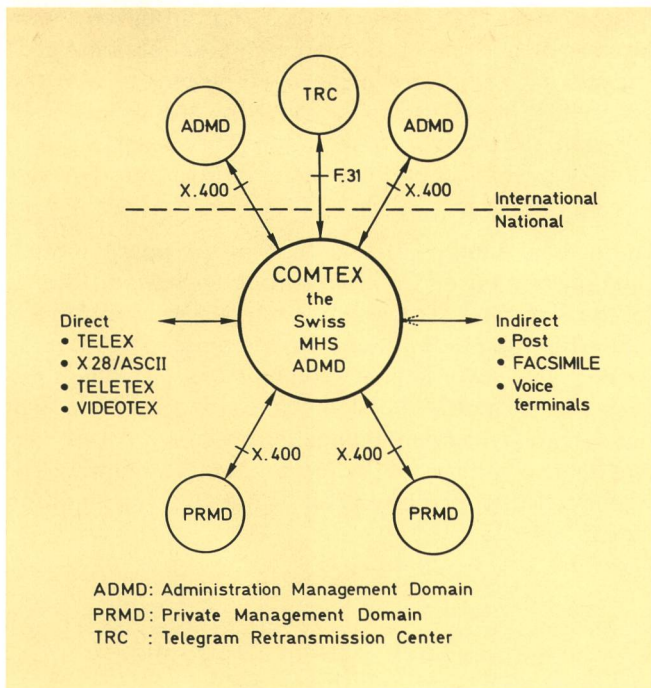 TRC
ADMD
ADMD
F.31
X.400
X.400
International
National
COMTEX
the
Swiss
MHS
ADMD
Direct
• TELEX
• X 28/ASCII
• TELETEX
• VIDEOTEX
Indirect
• Post
• FACSIMILE
• Voice
terminals
X.400
X.400
PRMD
PRMD
ADMD: Administration Management Domain
PRMD: Private Management Domain
TRC : Telegram Retransmission Center